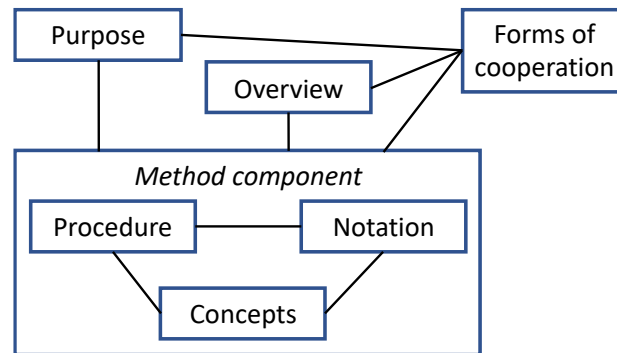 Purpose
Forms of
cooperation
Overview
Method component
Procedure
Notation
Concepts